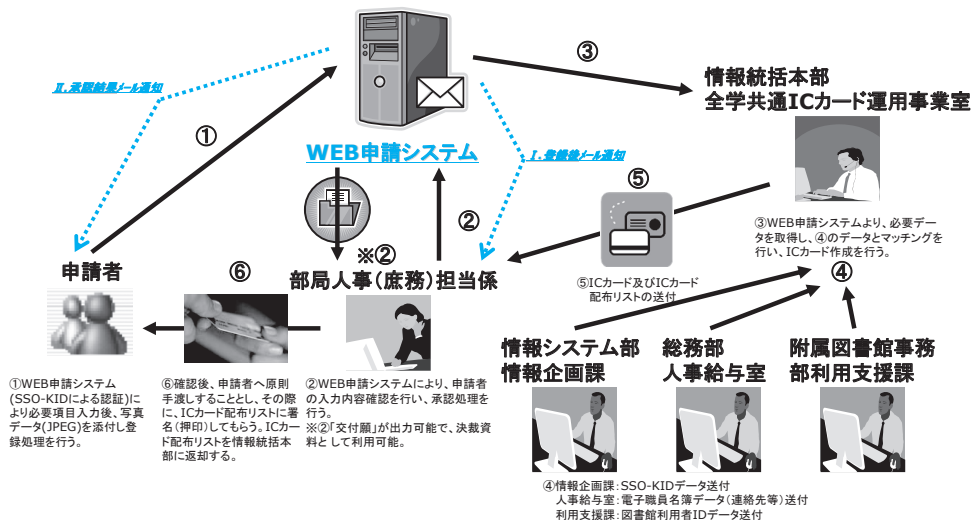 ③
情報統括本部
全学共通ICカード運用事業室
Ⅱ.承認結果メール通知
①
WEB申請システム
Ⅰ.登録後メール通知
⑤
②
③WEB申請システムより、必要デー
タを取得し、④のデータとマッチングを
行い、ICカード作成を行う。
※②
申請者
⑥
部局人事(庶務)担当係
⑤ICカード及びICカード
配布リストの送付
④
情報システム部
情報企画課
総務部
人事給与室
附属図書館事務
部利用支援課
①WEB申請システム
(SSO-KIDによる認証)に
より必要項目入力後、写真
データ(JPEG)を添付し登
録処理を行う。
⑥確認後、申請者へ原則
手渡しすることとし、その際
に、ICカード配布リストに署
名(押印)してもらう。ICカー
ド配布リストを情報統括本
部に返却する。
②WEB申請システムにより、申請者
の入力内容確認を行い、承認処理を
行う。
※②「交付願」が出力可能で、決裁資
料として利用可能。
④情報企画課:SSO-KIDデータ送付
人事給与室:電子職員名簿データ(連絡先等)送付
利用支援課:図書館利用者IDデータ送付